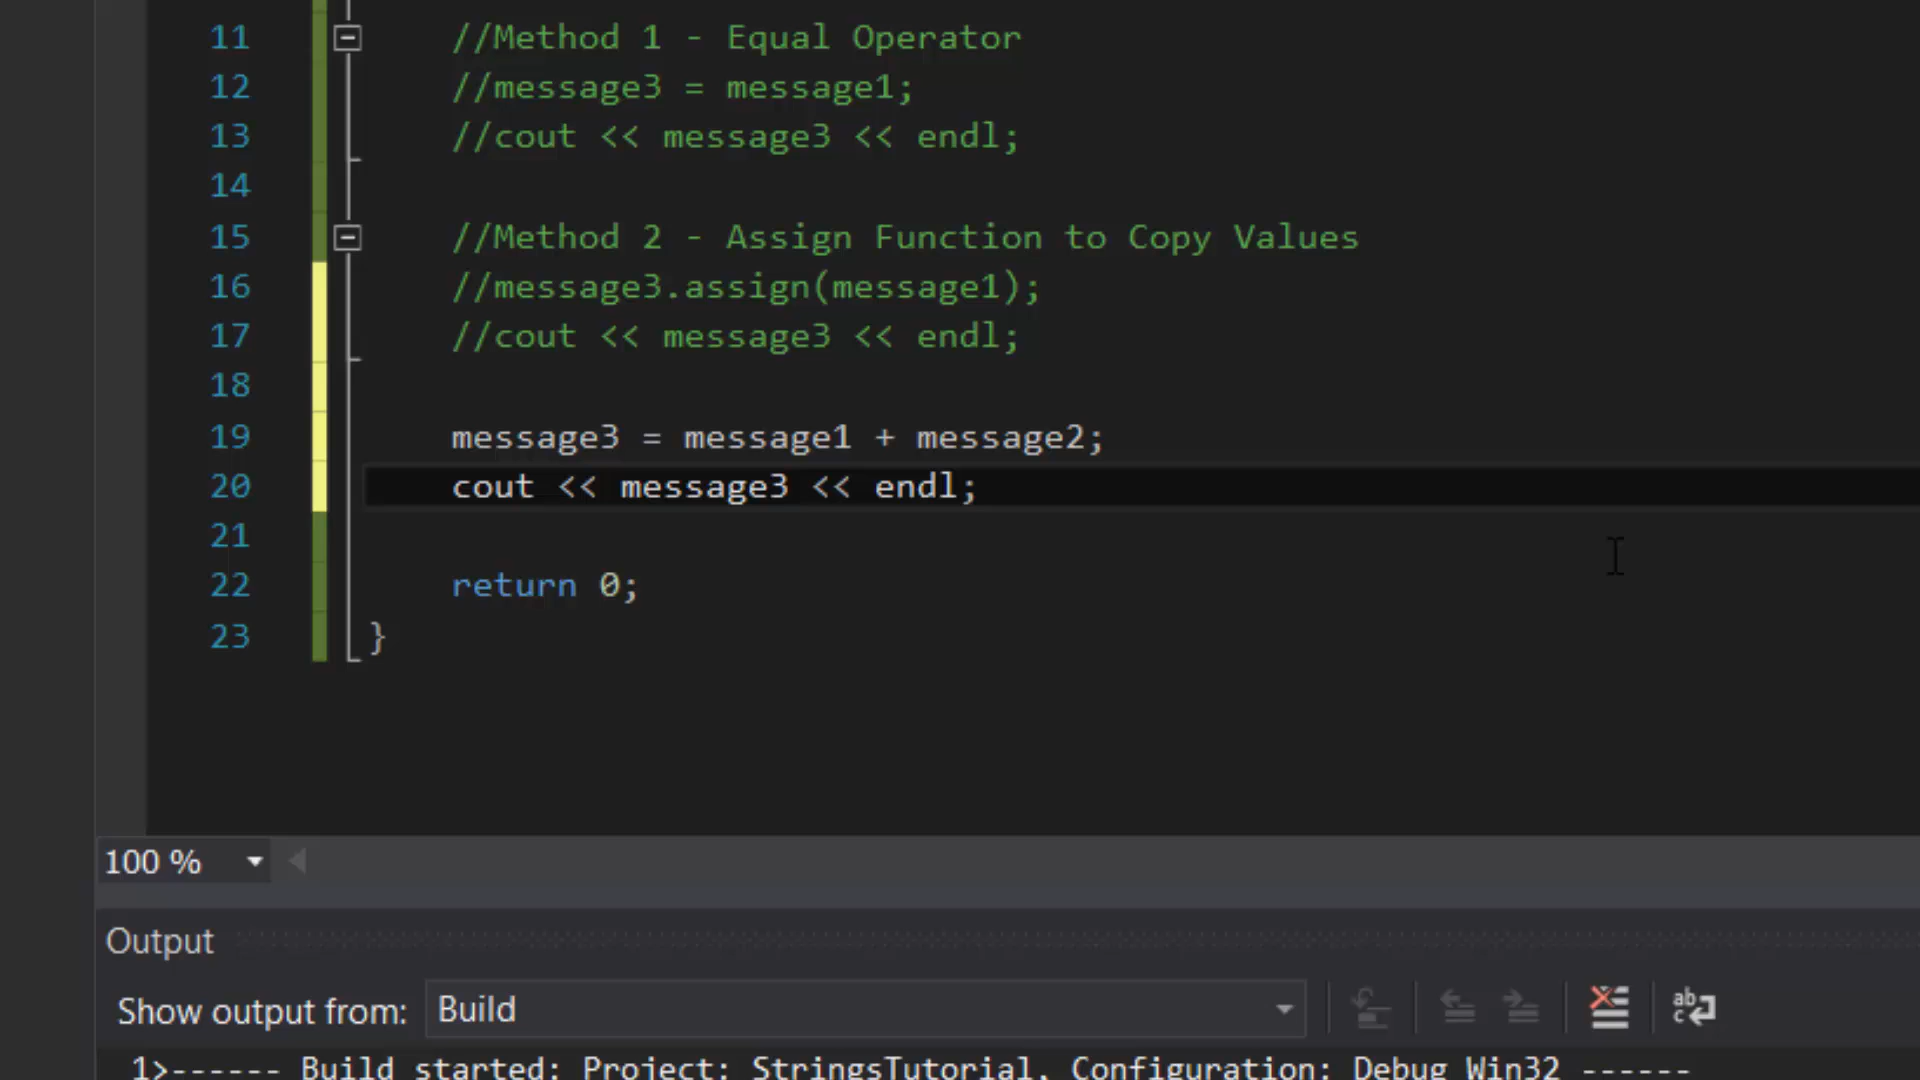 11 //Method 1 - Equal Operator
12 //message3 = message1;
13 //cout << message3 << endl;
14
15 //Method 2 - Assign Function to Copy Values
16 //message3.assign(message1);
17 //cout << message3 << endl;
18
19 message3 = message1 + message2;
20 cout << message3 << endl;
21
22 return 0;
23 }
100 %
Output
Show output from: Build
1>------ Build started: Project: StringsTutorial, Configuration: Debug Win32 ------